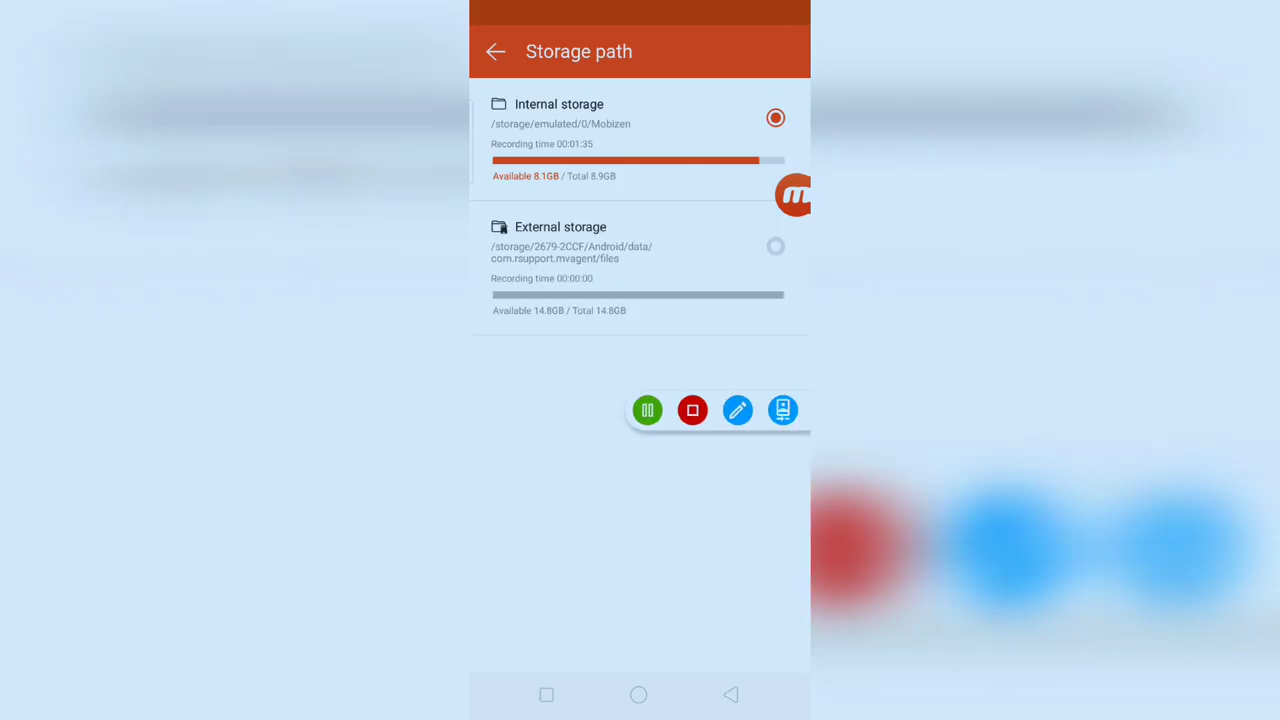 Storage path
Internal storage
/storage/emulated/0/Mobizen
Recording time 00:01:35
Available 8.1GB / Total 8.9GB
m
External storage
/storage/2679-2CCF/Android/data/
com.rsupport.mvagent/files
Recording time 00:00:00
Available 14.8GB / Total 14.8GB